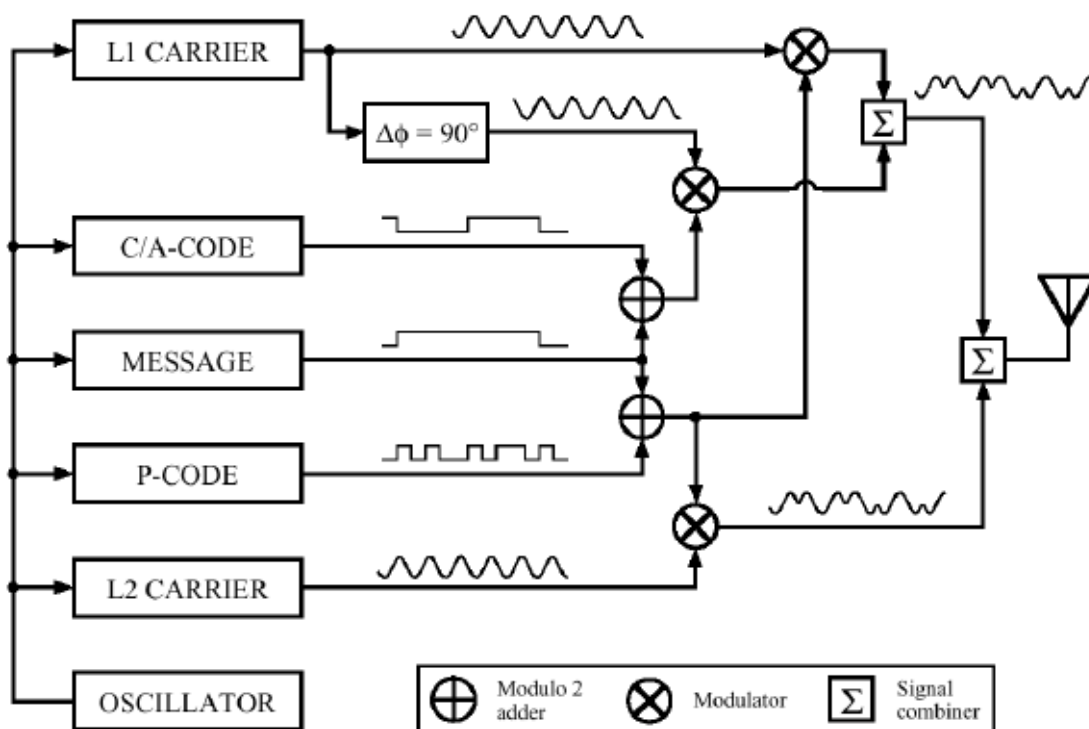 L1 CARRIER
Δϕ = 90°
Σ
C/A-CODE
MESSAGE
Σ
P-CODE
L2 CARRIER
OSCILLATOR
Modulo 2
adder
Modulator
Σ
Signal
combiner